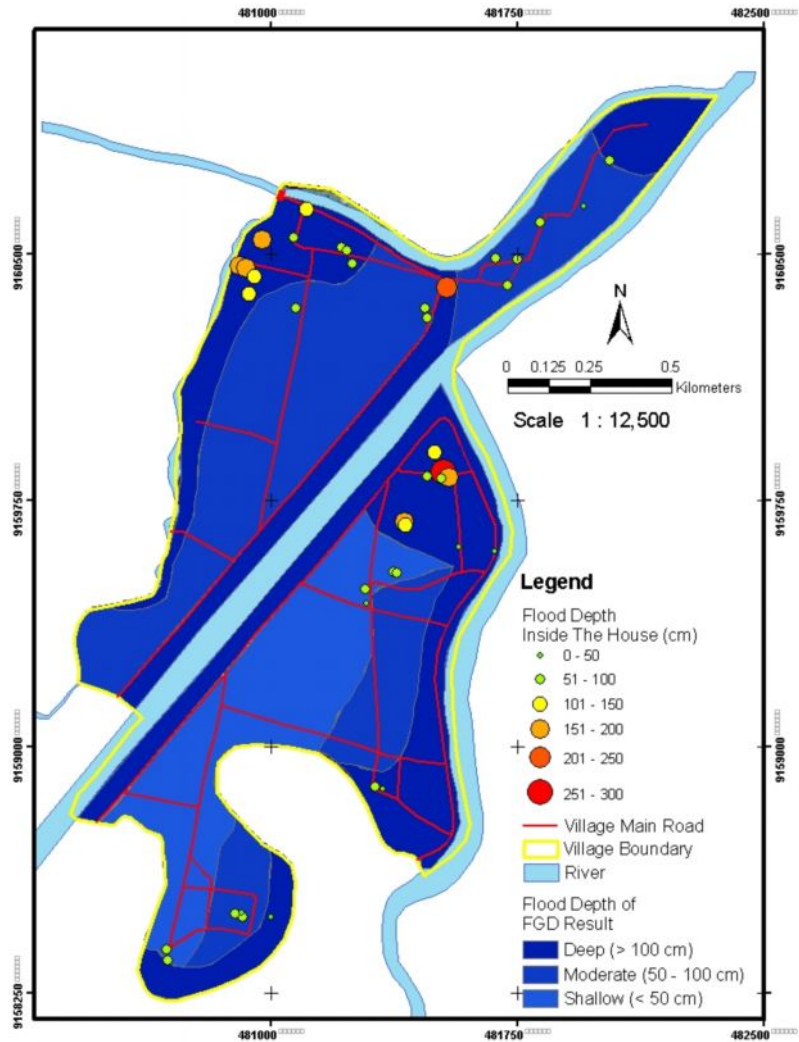 481000
481750
482500
9160500
9160500
N
0 0.125 0.25 0.5
Kilometers
Scale 1 : 12,500
9159750
9159750
Legend
Flood Depth
Inside The House (cm)
0 - 50
51 - 100
101 - 150
151 - 200
201 - 250
251 - 300
Village Main Road
Village Boundary
River
Flood Depth of
FGD Result
Deep (> 100 cm)
Moderate (50 - 100 cm)
Shallow (< 50 cm)
9159000
9159000
9158250
9158250
481000
481750
482500